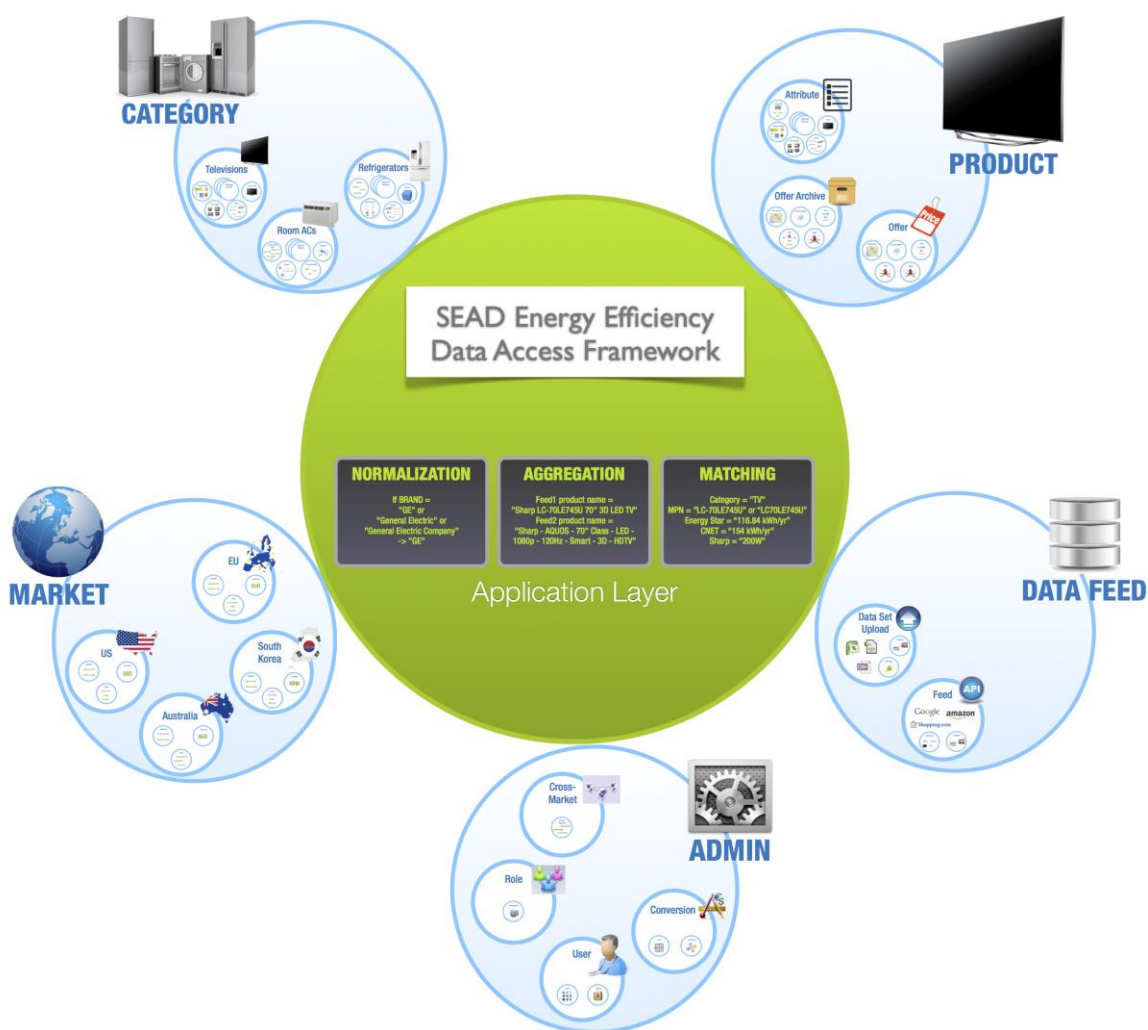 CATEGORY
Televisions
Refrigerators
Room ACs
PRODUCT
Attribute
Offer Archive
Offer
Price
SEAD Energy Efficiency
Data Access Framework
NORMALIZATION
If BRAND =
"GE" or
"General Electric" or
"General Electric Company"
-> "GE"
AGGREGATION
Feed1 product name =
"Sharp LC-70LE745U 70" 3D LED TV"
Feed2 product name =
"Sharp - AQUOS - 70" Class - LED -
1080p - 120Hz - Smart - 3D - HDTV"
MATCHING
Category = "TV"
MPN = "LC-70LE745U" or "LC70LE745U"
Energy Star = "116.84 kWh/yr"
CNET = "154 kWh/yr"
Sharp = "200W"
Application Layer
MARKET
EU
EUR
US
USD
South
Korea
KRW
Australia
AUD
DATA FEED
Data Set
Upload
Feed
API
Google
amazon
Shopping.com
ADMIN
Cross-
Market
Role
Conversion
User